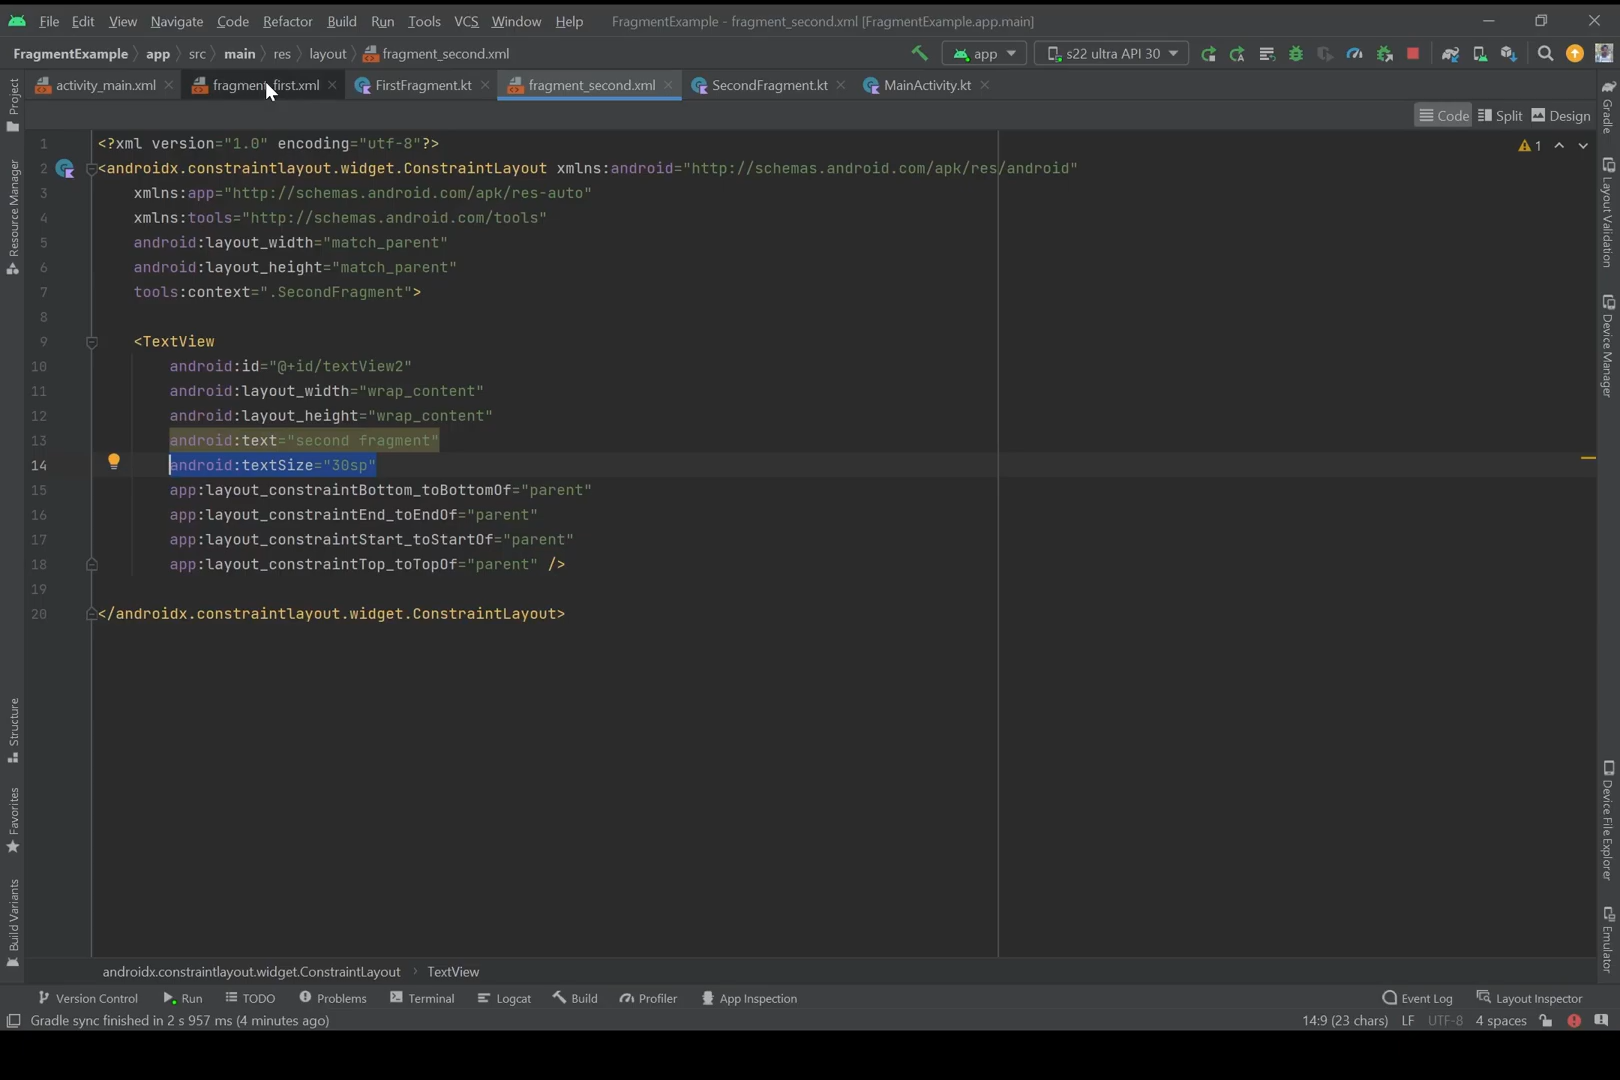 File Edit View Navigate Code Refactor Build Run Tools VCS Window Help FragmentExample - fragment_second.xml [FragmentExample.app.main]
FragmentExample app src main res layout fragment_second.xml app s22 ultra API 30
activity_main.xml fragment_first.xml FirstFragment.kt fragment_second.xml SecondFragment.kt MainActivity.kt
Code Split Design
1 <?xml version="1.0" encoding="utf-8"?>
2 <androidx.constraintlayout.widget.ConstraintLayout xmlns:android="http://schemas.android.com/apk/res/android"
3 xmlns:app="http://schemas.android.com/apk/res-auto"
4 xmlns:tools="http://schemas.android.com/tools"
5 android:layout_width="match_parent"
6 android:layout_height="match_parent"
7 tools:context=".SecondFragment">
8
9 <TextView
10 android:id="@+id/textView2"
11 android:layout_width="wrap_content"
12 android:layout_height="wrap_content"
13 android:text="second fragment"
14 android:textSize="30sp"
15 app:layout_constraintBottom_toBottomOf="parent"
16 app:layout_constraintEnd_toEndOf="parent"
17 app:layout_constraintStart_toStartOf="parent"
18 app:layout_constraintTop_toTopOf="parent" />
19
20 </androidx.constraintlayout.widget.ConstraintLayout>
1
Project
Resource Manager
Structure
Favorites
Build Variants
Gradle
Layout Validation
Device Manager
Device File Explorer
Emulator
androidx.constraintlayout.widget.ConstraintLayout TextView
Version Control Run TODO Problems Terminal Logcat Build Profiler App Inspection Event Log Layout Inspector
Gradle sync finished in 2 s 957 ms (4 minutes ago) 14:9 (23 chars) LF UTF-8 4 spaces